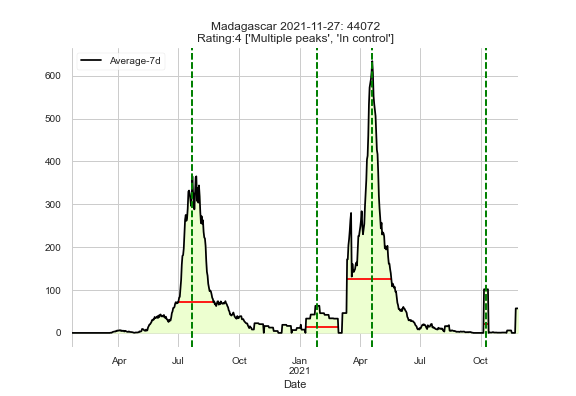 Madagascar 2021-11-27: 44072
Rating:4 ['Multiple peaks', 'In control']
Average-7d
600
500
400
300
200
100
0
Apr Jul Oct Jan Apr Jul Oct
2021
Date